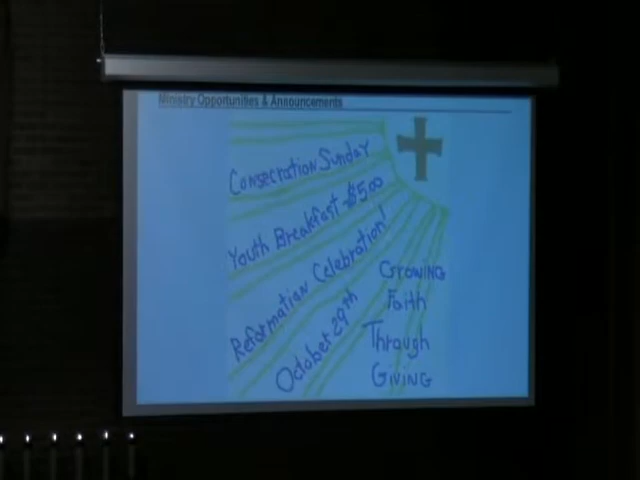 Ministry Opportunities & Announcements
Consecration Sunday
Youth Breakfast - $5.00
Reformation Celebration!
October 29th
Growing
Faith
Through
Giving